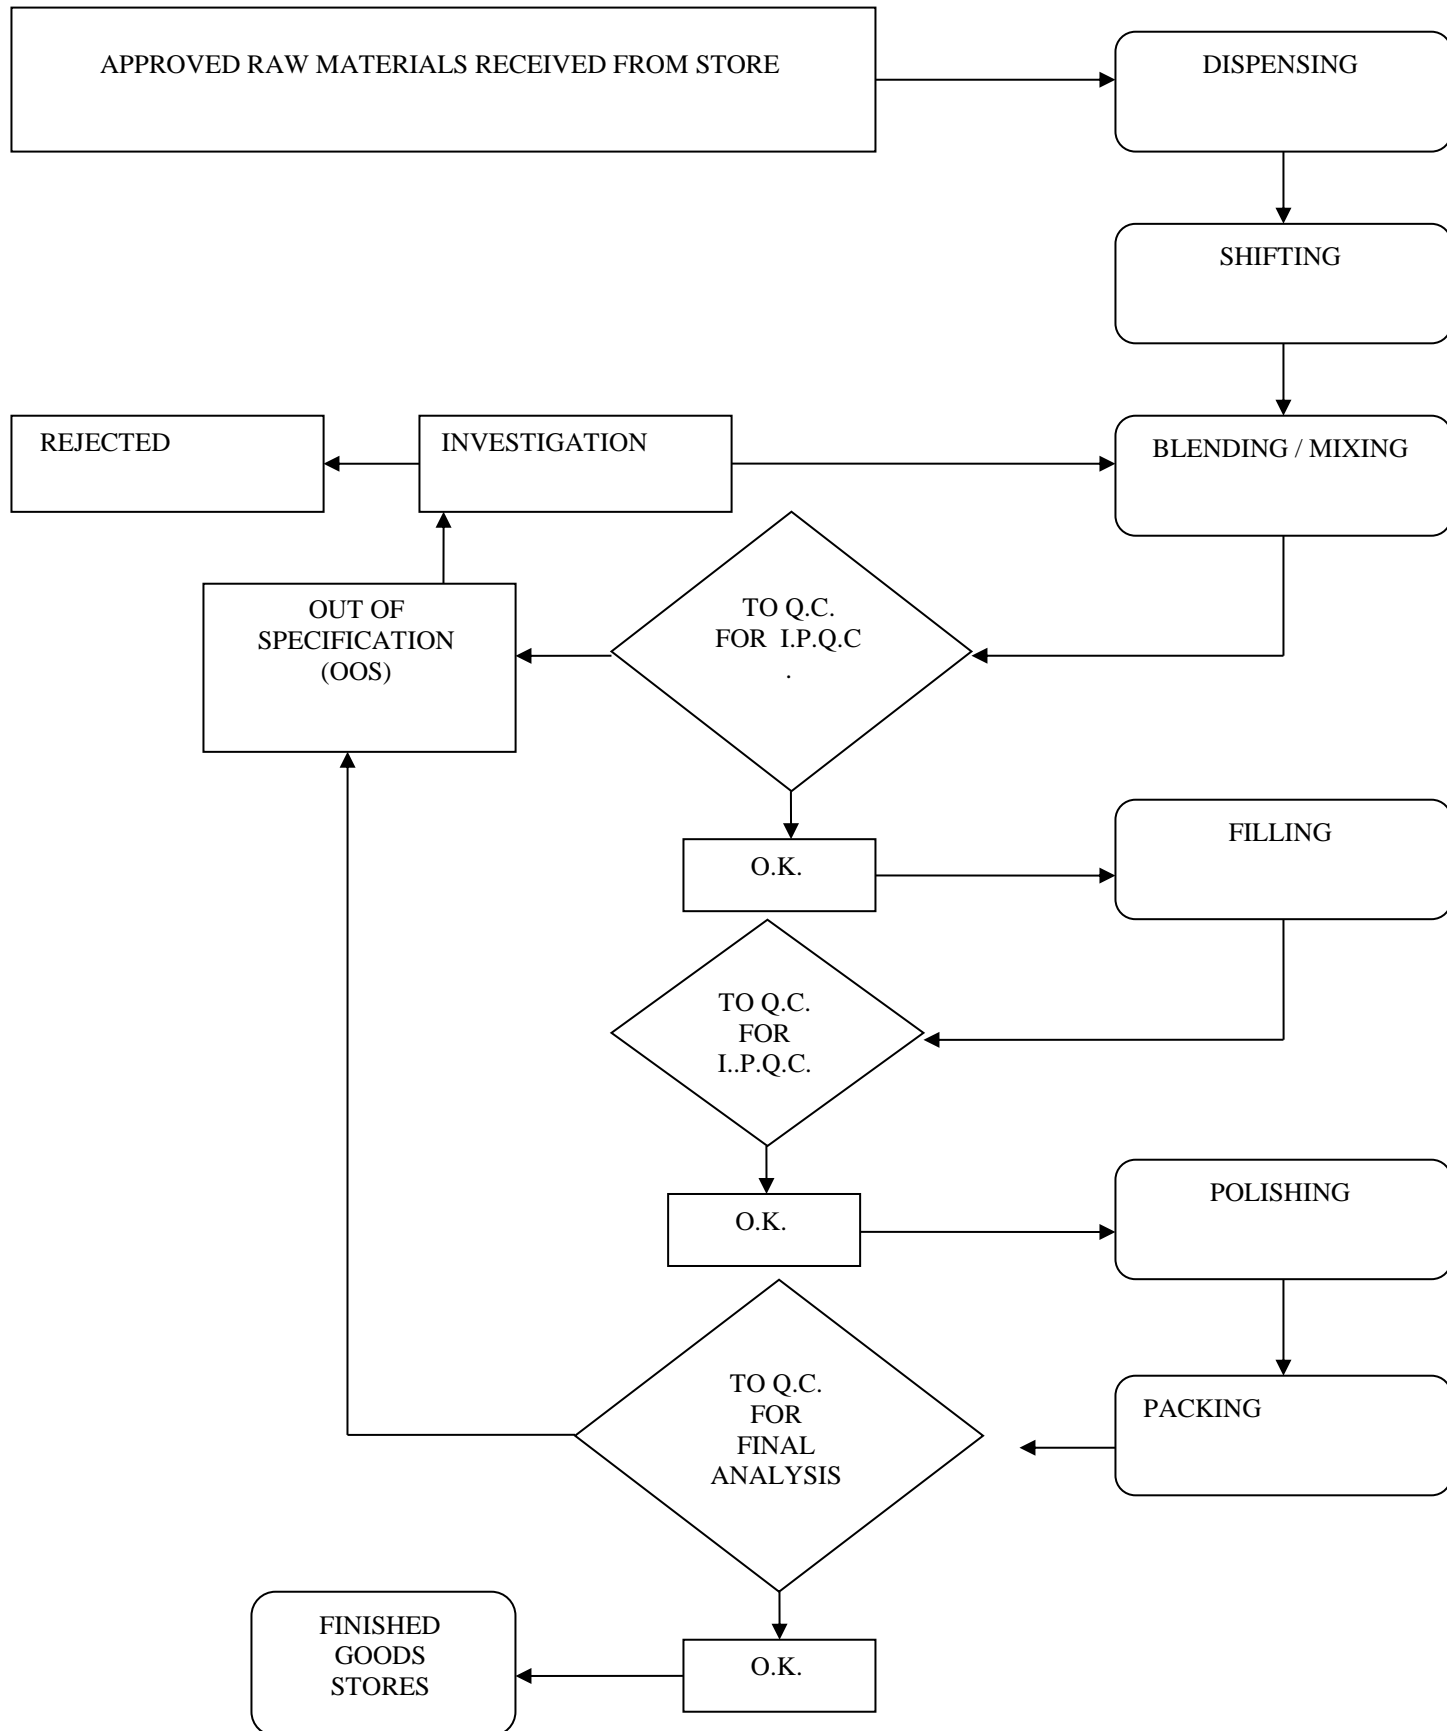 APPROVED RAW MATERIALS RECEIVED FROM STORE
DISPENSING
SHIFTING
REJECTED
INVESTIGATION
BLENDING / MIXING
OUT OF
SPECIFICATION
(OOS)
TO Q.C.
FOR I.P.Q.C
.
O.K.
FILLING
TO Q.C.
FOR
I..P.Q.C.
O.K.
POLISHING
TO Q.C.
FOR
FINAL
ANALYSIS
PACKING
FINISHED
GOODS
STORES
O.K.